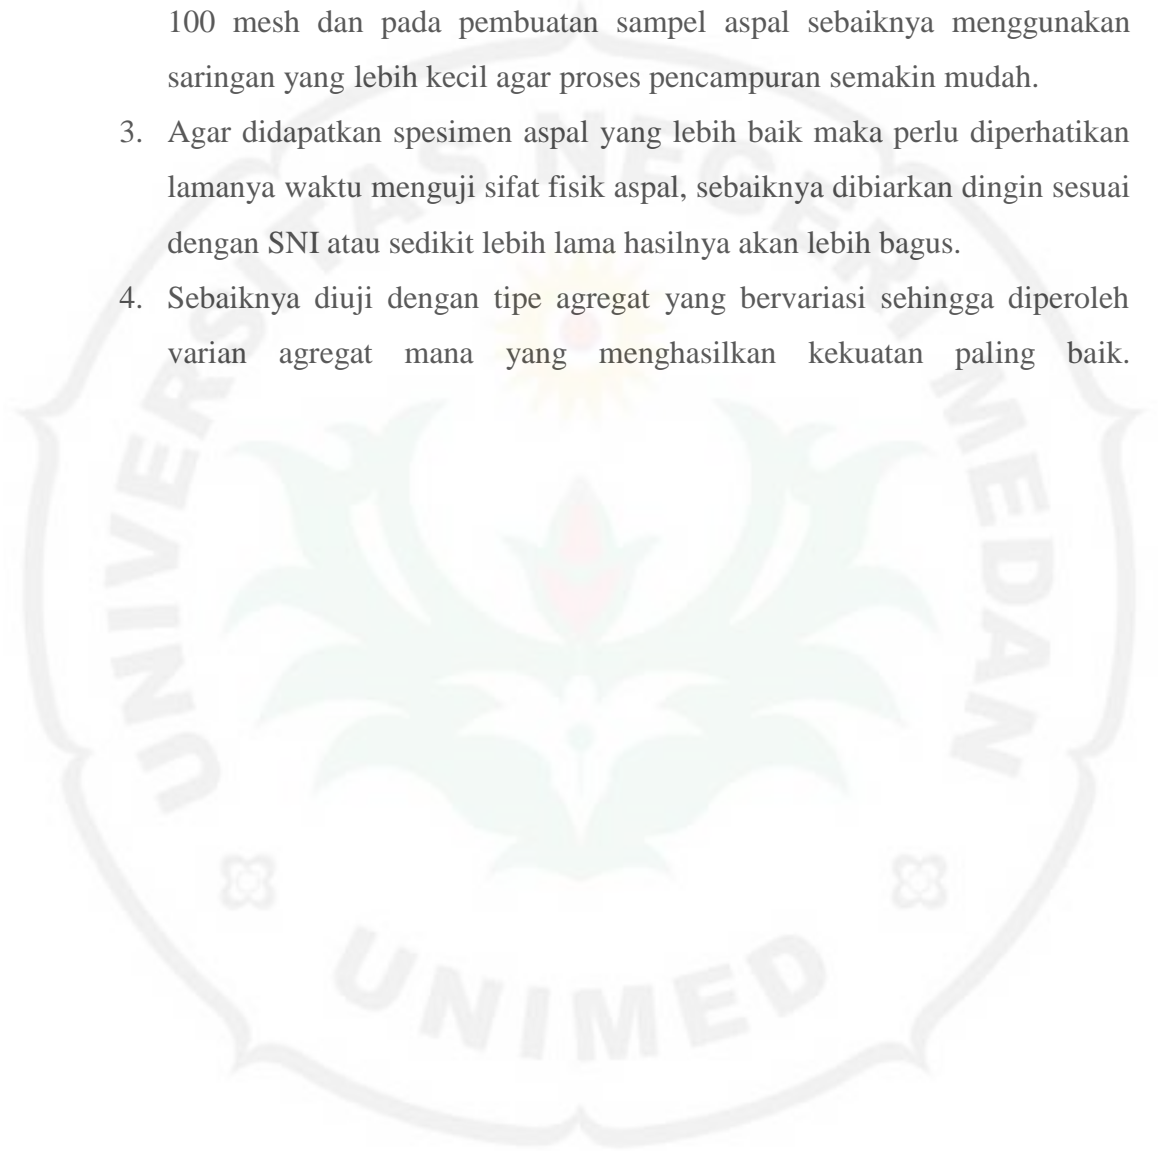 100 mesh dan pada pembuatan sampel aspal sebaiknya menggunakan
saringan yang lebih kecil agar proses pencampuran semakin mudah.
3. Agar didapatkan spesimen aspal yang lebih baik maka perlu diperhatikan
lamanya waktu menguji sifat fisik aspal, sebaiknya dibiarkan dingin sesuai
dengan SNI atau sedikit lebih lama hasilnya akan lebih bagus.
4. Sebaiknya diuji dengan tipe agregat yang bervariasi sehingga diperoleh
varian agregat mana yang menghasilkan kekuatan paling baik.
UNIVERSITAS NEGERI MEDAN
UNIMED